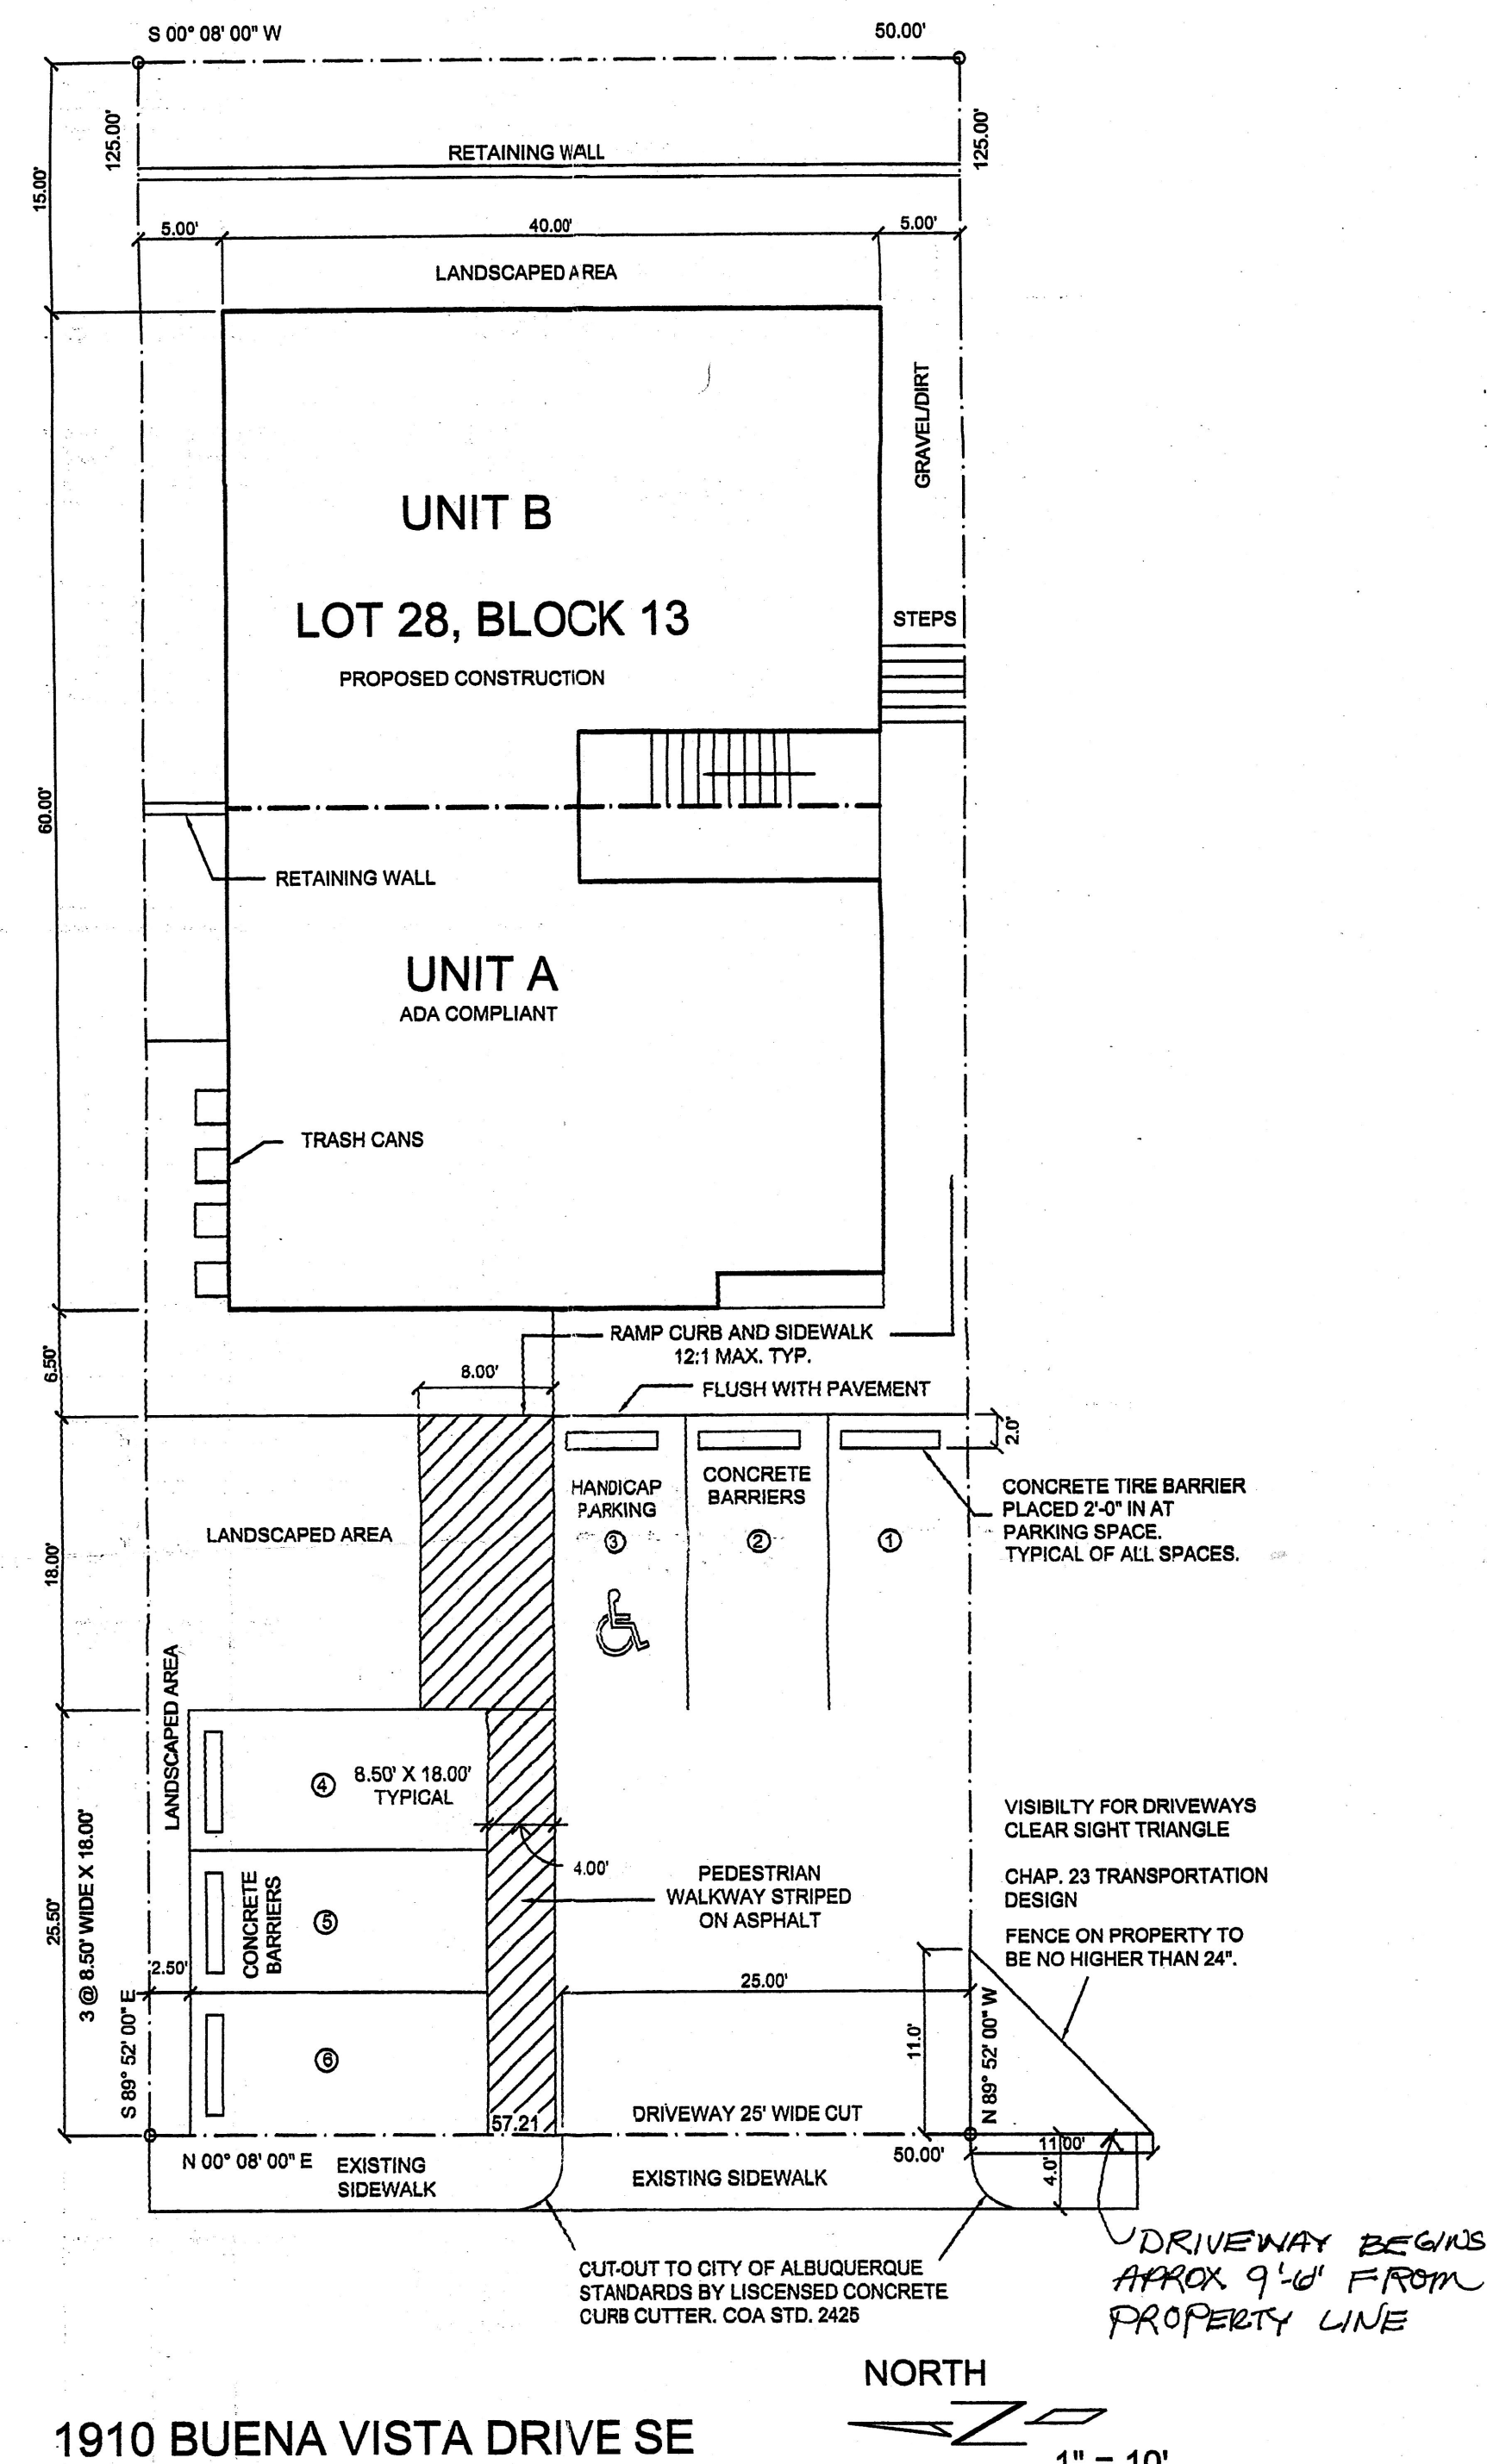 S 00° 08' 00" W
50.00'
125.00'
125.00'
RETAINING WALL
15.00'
5.00'
40.00'
5.00'
LANDSCAPED AREA
GRAVEL/DIRT
UNIT B
LOT 28, BLOCK 13
PROPOSED CONSTRUCTION
STEPS
60.00'
RETAINING WALL
UNIT A
ADA COMPLIANT
TRASH CANS
RAMP CURB AND SIDEWALK
12:1 MAX. TYP.
6.50'
8.00'
FLUSH WITH PAVEMENT
2.0'
HANDICAP
PARKING
3
CONCRETE
BARRIERS
2
1
CONCRETE TIRE BARRIER
PLACED 2'-0" IN AT
PARKING SPACE.
TYPICAL OF ALL SPACES.
LANDSCAPED AREA
18.00'
LANDSCAPED AREA
4
8.50' X 18.00'
TYPICAL
VISIBILTY FOR DRIVEWAYS
CLEAR SIGHT TRIANGLE
CHAP. 23 TRANSPORTATION
DESIGN
FENCE ON PROPERTY TO
BE NO HIGHER THAN 24".
4.00'
PEDESTRIAN
WALKWAY STRIPED
ON ASPHALT
25.50'
3 @ 8.50' WIDE X 18.00'
CONCRETE
BARRIERS
5
2.50'
25.00'
S 89° 52' 00" E
11.0'
N 89° 52' 00" W
6
57.21
DRIVEWAY 25' WIDE CUT
N 00° 08' 00" E
EXISTING
SIDEWALK
EXISTING SIDEWALK
50.00'
11.00'
4.0'
DRIVEWAY BEGINS
APROX 9'-6' FROM
PROPERTY LINE
CUT-OUT TO CITY OF ALBUQUERQUE
STANDARDS BY LISCENSED CONCRETE
CURB CUTTER. COA STD. 2425
NORTH
1910 BUENA VISTA DRIVE SE
1" = 10'